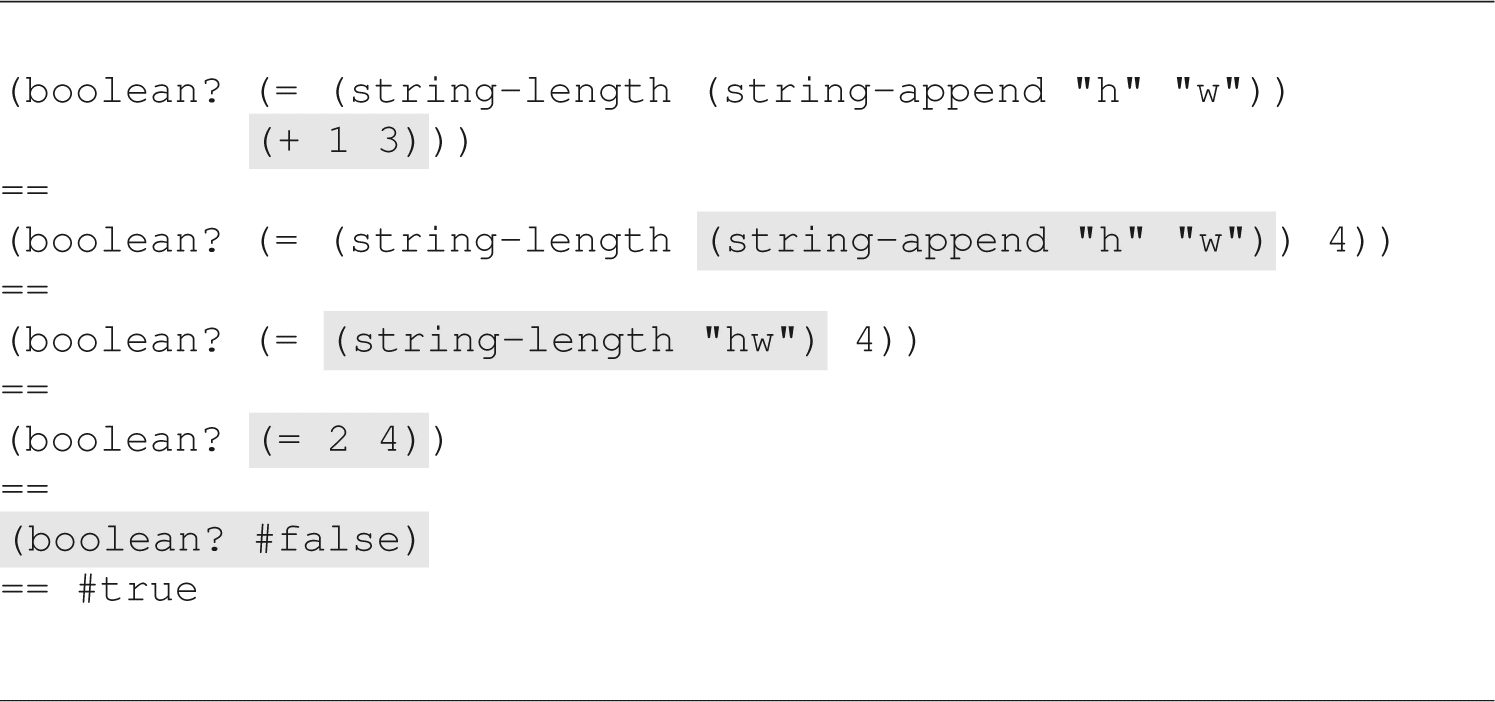 (boolean? (= (string-length (string-append "h" "w"))
(+ 1 3)))
==
(boolean? (= (string-length (string-append "h" "w")) 4))
==
(boolean? (= (string-length "hw") 4))
==
(boolean? (= 2 4))
==
(boolean? #false)
== #true